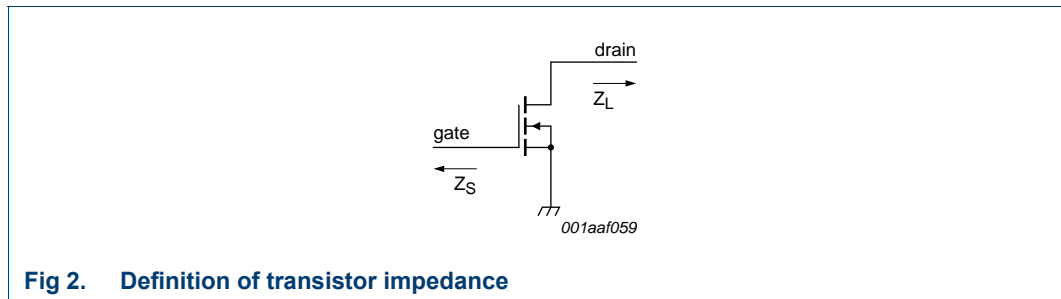 drain
Z_L
gate
Z_S
001aaf059
Fig 2. Definition of transistor impedance